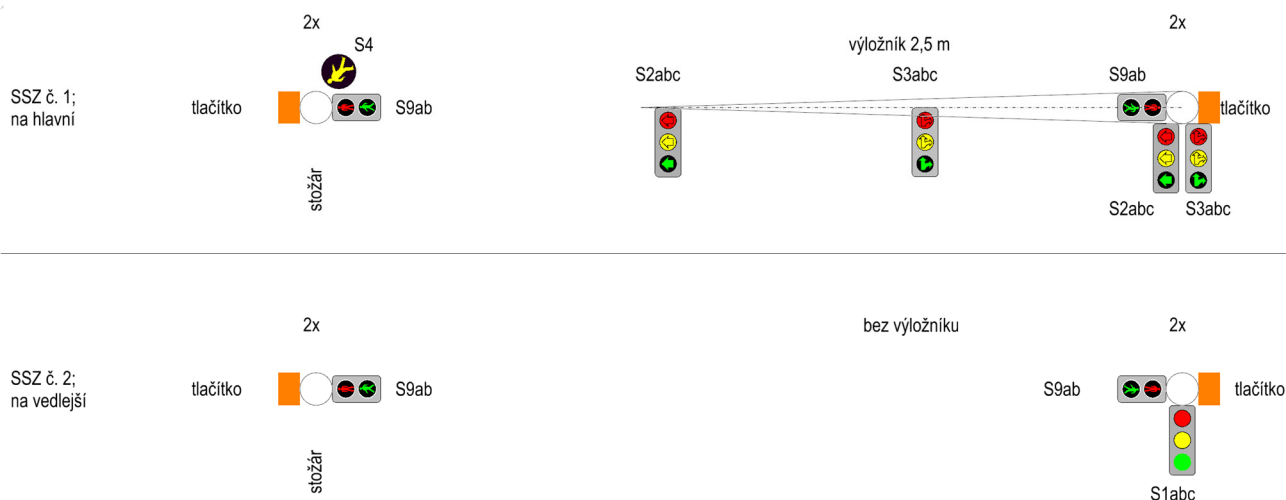 2x
S4
SSZ č. 1;
na hlavní
tlačítko
S9ab
stožár
2x
výložník 2,5 m
S2abc
S3abc
S9ab
tlačítko
S2abc
S3abc
2x
SSZ č. 2;
na vedlejší
tlačítko
S9ab
stožár
bez výložníku
2x
S9ab
tlačítko
S1abc